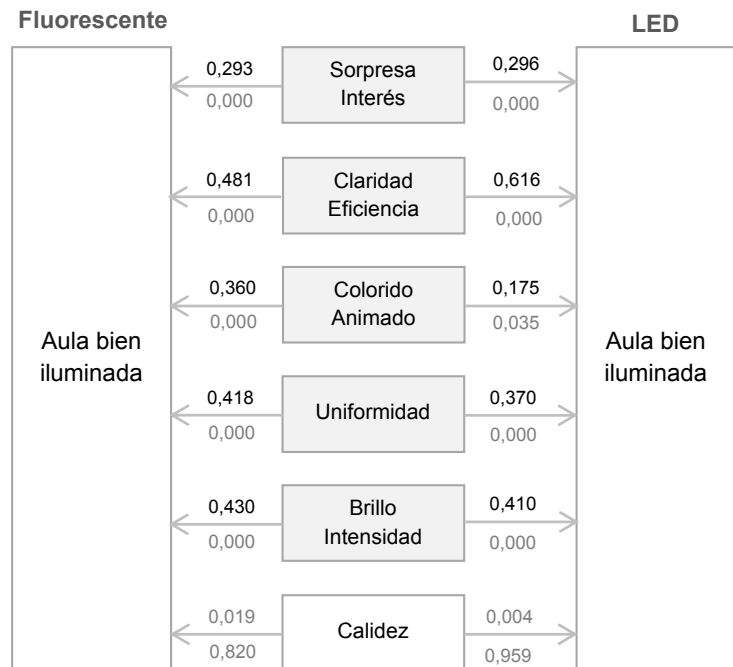 Fluorescente
LED
0,293
Sorpresa
Interés
0,296
0,000
0,000
0,481
Claridad
Eficiencia
0,616
0,000
0,000
0,360
Colorido
Animado
0,175
0,000
0,035
Aula bien
iluminada
Aula bien
iluminada
0,418
Uniformidad
0,370
0,000
0,000
0,430
Brillo
Intensidad
0,410
0,000
0,000
0,019
Calidez
0,004
0,820
0,959